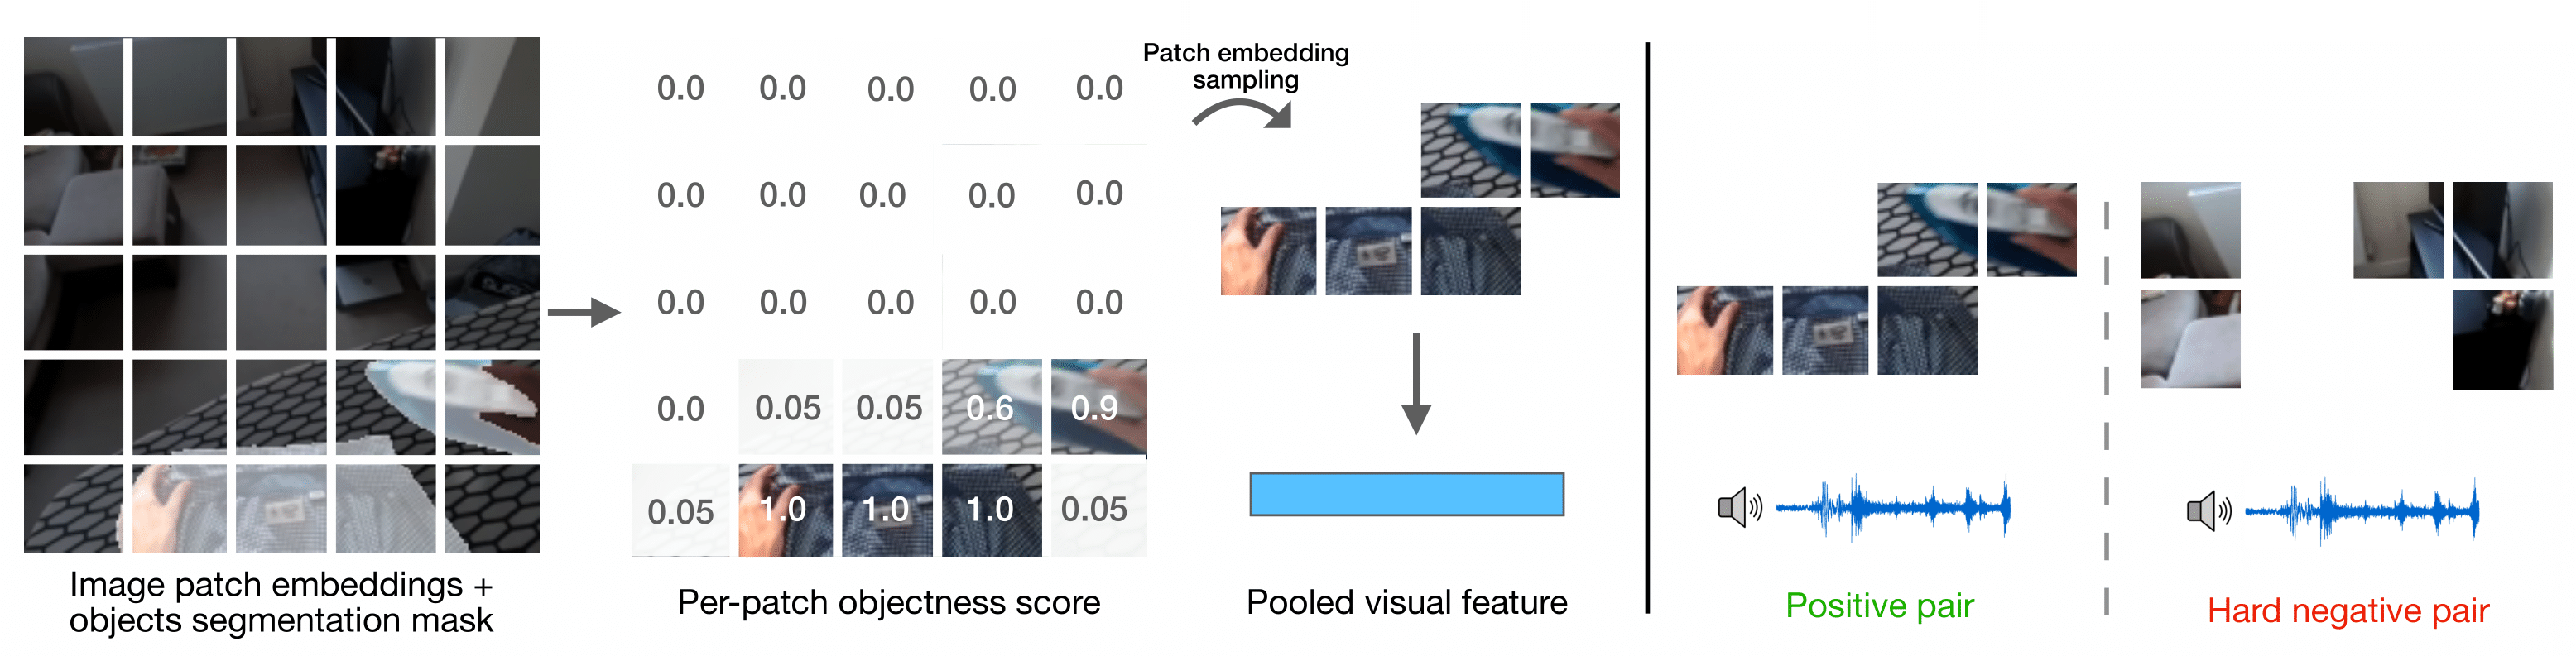 Patch embedding
sampling
0.0 0.0 0.0 0.0 0.0
0.0 0.0 0.0 0.0 0.0
0.0 0.0 0.0 0.0 0.0
0.0 0.05 0.05 0.6 0.9
0.05 1.0 1.0 1.0 0.05
Image patch embeddings +
objects segmentation mask
Per-patch objectness score
Pooled visual feature
Positive pair
Hard negative pair